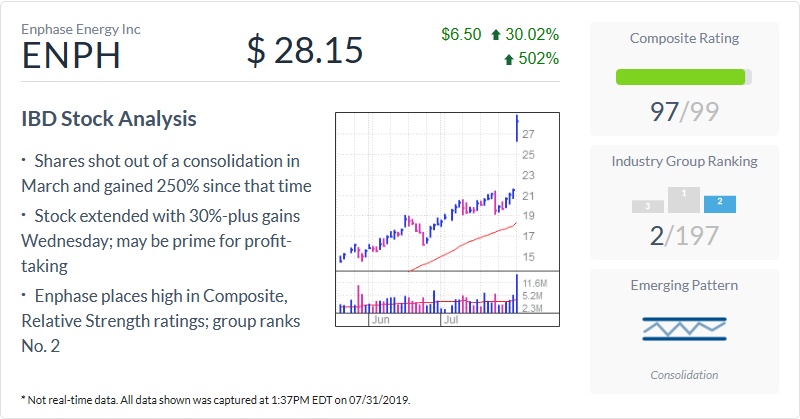 Enphase Energy Inc
ENPH
$ 28.15
$6.50 30.02%
502%
IBD Stock Analysis
· Shares shot out of a consolidation in
March and gained 250% since that time
· Stock extended with 30%-plus gains
Wednesday; may be prime for profit-
taking
· Enphase places high in Composite,
Relative Strength ratings; group ranks
No. 2
27
25
23
21
19
17
15
11.6M
5.2M
2.3M
Jun Jul
Composite Rating
97/99
Industry Group Ranking
3 1 2
2/197
Emerging Pattern
Consolidation
* Not real-time data. All data shown was captured at 1:37PM EDT on 07/31/2019.